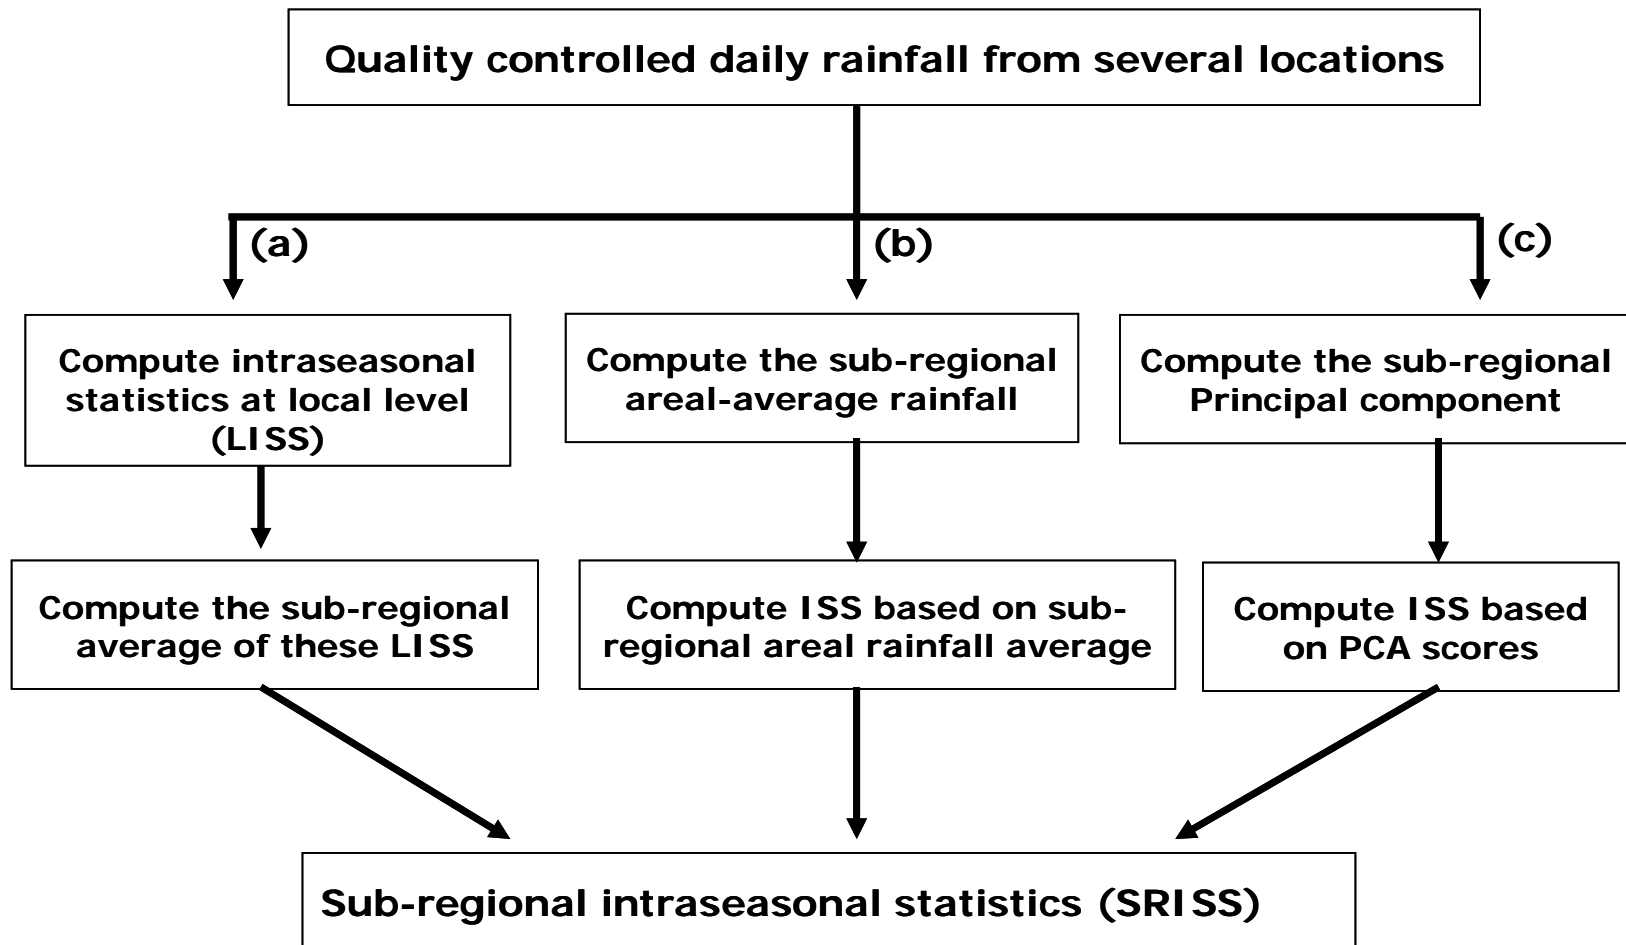 Quality controlled daily rainfall from several locations
(a)
(b)
(c)
Compute intraseasonal
statistics at local level
(LISS)
Compute the sub-regional
areal-average rainfall
Compute the sub-regional
Principal component
Compute the sub-regional
average of these LISS
Compute ISS based on sub-
regional areal rainfall average
Compute ISS based
on PCA scores
Sub-regional intraseasonal statistics (SRISS)